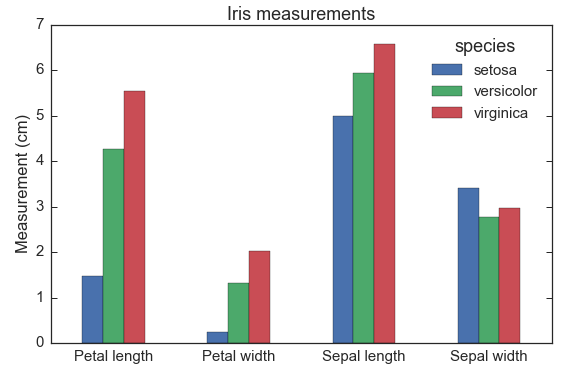 Iris measurements
7
6
5
4
3
2
1
0
Measurement (cm)
species
setosa
versicolor
virginica
Petal length
Petal width
Sepal length
Sepal width